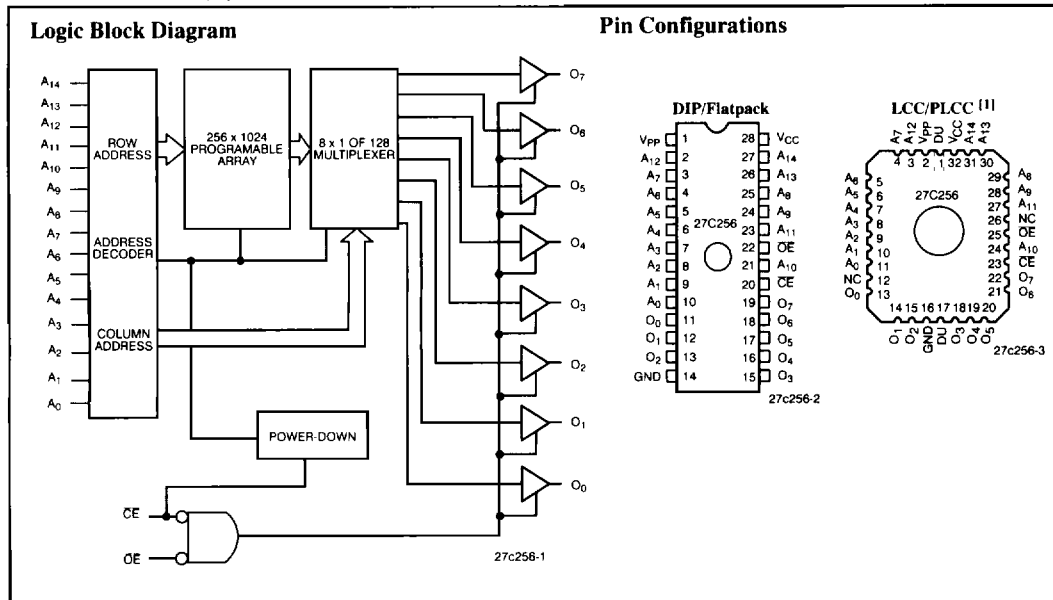 Logic Block Diagram
A14
A13
A12
A11
A10
A9
A8
A7
A6
A5
A4
A3
A2
A1
A0
ROW
ADDRESS
ADDRESS
DECODER
COLUMN
ADDRESS
256 x 1024
PROGRAMABLE
ARRAY
8 x 1 OF 128
MULTIPLEXER
POWER-DOWN
CE
OE
O7
O6
O5
O4
O3
O2
O1
O0
27c256-1
Pin Configurations
DIP/Flatpack
VPP 1 28 VCC
A12 2 27 A14
A7 3 26 A13
A6 4 25 A8
A5 5 24 A9
A4 6 23 A11
A3 7 22 OE
A2 8 21 A10
A1 9 20 CE
A0 10 19 O7
O0 11 18 O6
O1 12 17 O5
O2 13 16 O4
GND 14 15 O3
27C256
27c256-2
LCC/PLCC [1]
A7 A12 VPP DU VCC A14 A13
4 3 2 1 32 31 30
A6 5 29 A8
A5 6 28 A9
A4 7 27 A11
A3 8 26 NC
A2 9 25 OE
A1 10 24 A10
A0 11 23 CE
NC 12 22 O7
O0 13 21 O6
27C256
14 15 16 17 18 19 20
O1 O2 GND DU O3 O4 O5
27c256-3